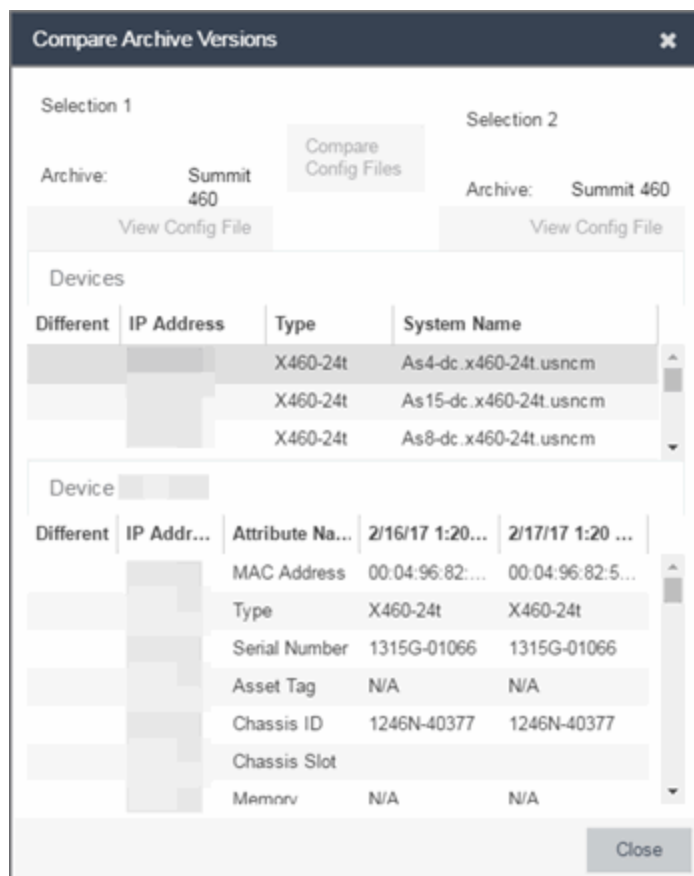 Compare Archive Versions
Selection 1
Selection 2
Compare
Config Files
Archive: Summit
460
Archive: Summit 460
View Config File
View Config File
Devices
Different IP Address Type System Name
X460-24t As4-dc.x460-24t.usncm
X460-24t As15-dc.x460-24t.usncm
X460-24t As8-dc.x460-24t.usncm
Device
Different IP Addr... Attribute Na... 2/16/17 1:20... 2/17/17 1:20 ...
MAC Address 00:04:96:82:... 00:04:96:82:5...
Type X460-24t X460-24t
Serial Number 1315G-01066 1315G-01066
Asset Tag N/A N/A
Chassis ID 1246N-40377 1246N-40377
Chassis Slot
Memory N/A N/A
Close